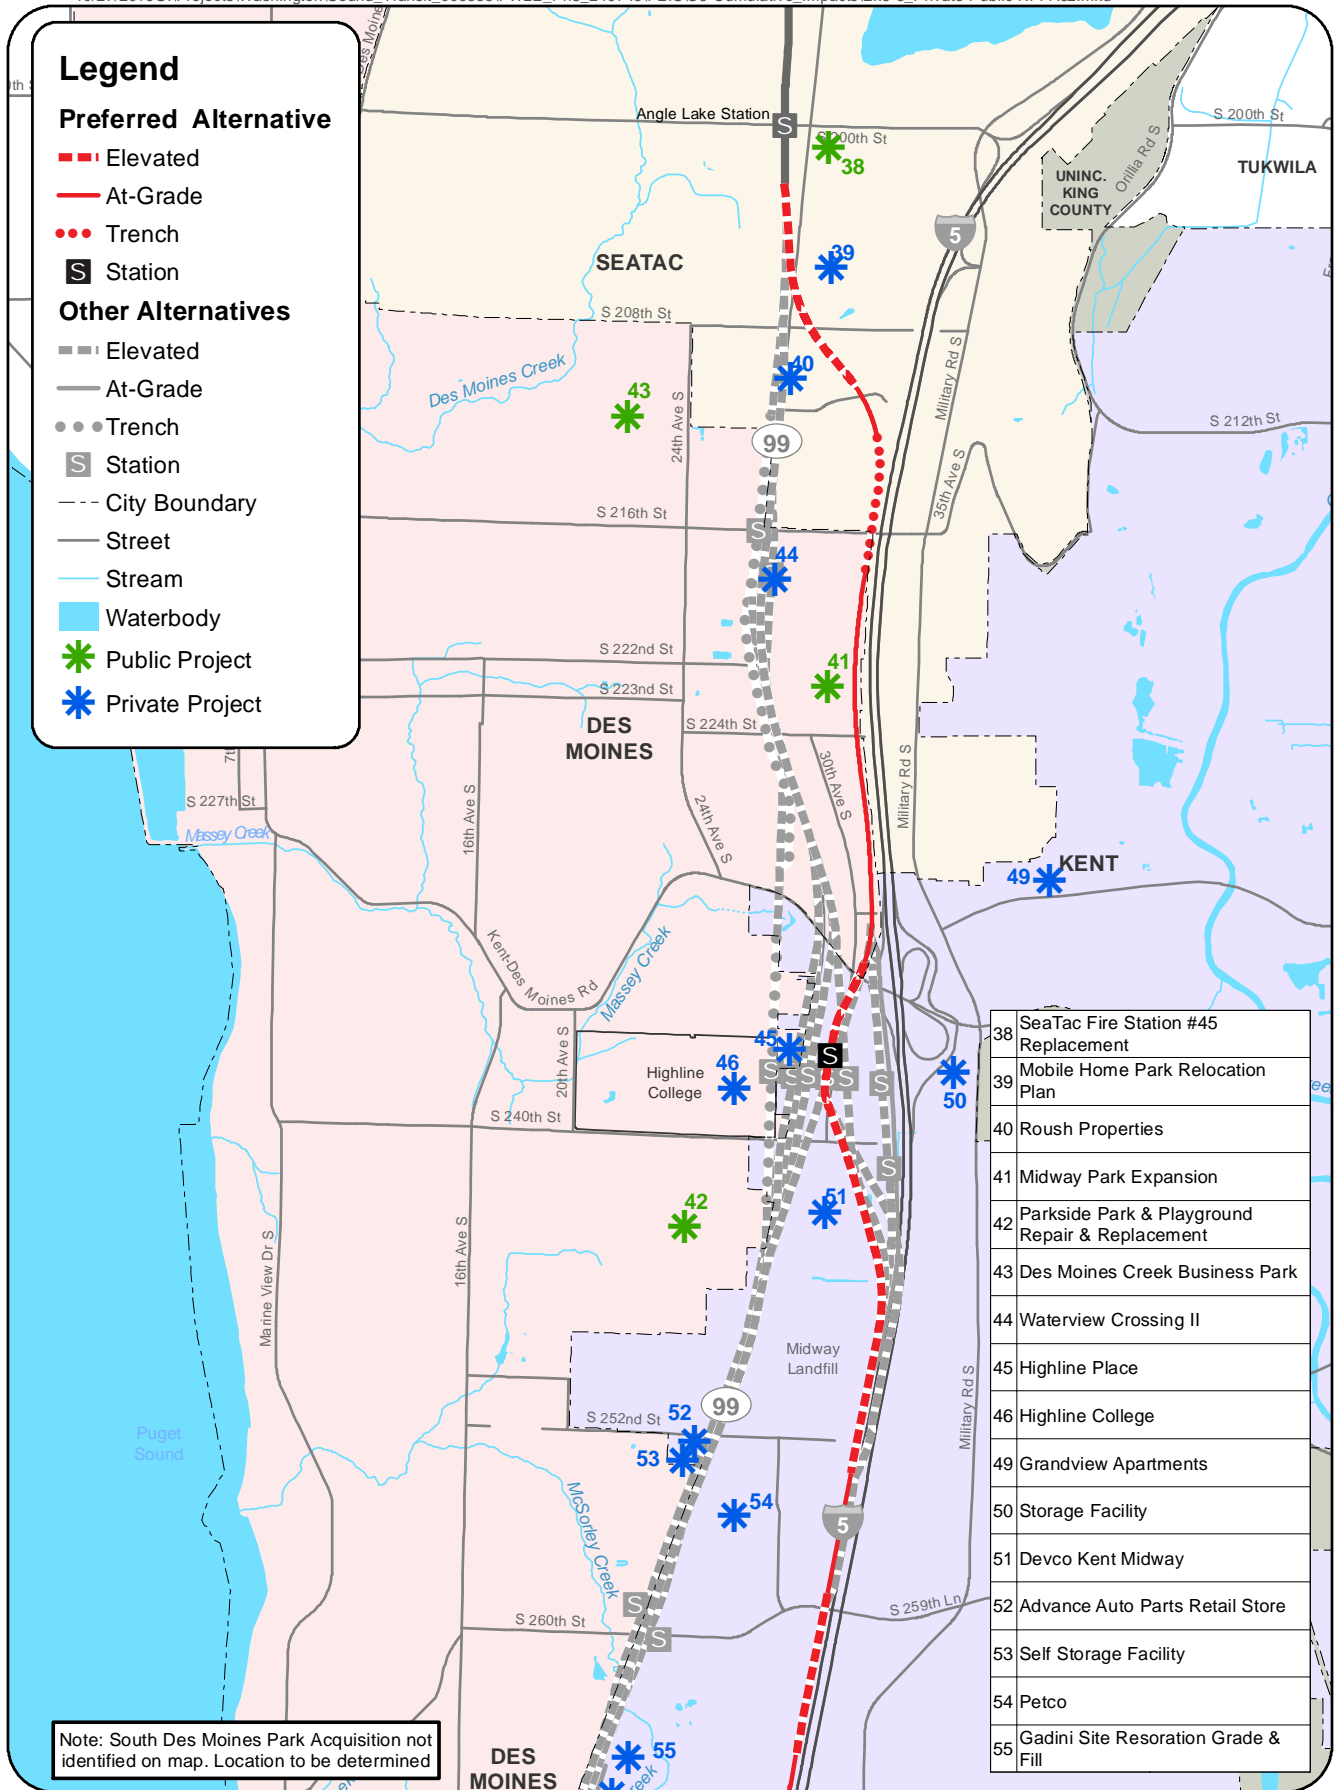 Legend
Preferred Alternative
Elevated
At-Grade
Trench
S Station
Other Alternatives
Elevated
At-Grade
Trench
S Station
City Boundary
Street
Stream
Waterbody
Public Project
Private Project
Angle Lake Station
S
S 200th St
38
S 200th St
Orillia Rd S
TUKWILA
UNINC.
KING
COUNTY
5
SEATAC
39
S 208th St
Des Moines Creek
43
40
24th Ave S
99
Military Rd S
S 212th St
35th Ave S
S 216th St
S
44
S 222nd St
41
S 223nd St
DES
MOINES
S 224th St
30th Ave S
Military Rd S
24th Ave S
16th Ave S
S 227th St
Massey Creek
49
KENT
Kent-Des Moines Rd
Massey Creek
20th Ave S
Highline
College
45
46
S
S
S
S
S
S
50
S 240th St
S
42
51
Marine View Dr S
16th Ave S
Midway
Landfill
99
S 252nd St
52
53
54
5
Military Rd S
Puget
Sound
McSorley Creek
S
S
S 260th St
S 259th Ln
55
DES
MOINES
38 SeaTac Fire Station #45
Replacement
39 Mobile Home Park Relocation
Plan
40 Roush Properties
41 Midway Park Expansion
42 Parkside Park & Playground
Repair & Replacement
43 Des Moines Creek Business Park
44 Waterview Crossing II
45 Highline Place
46 Highline College
49 Grandview Apartments
50 Storage Facility
51 Devco Kent Midway
52 Advance Auto Parts Retail Store
53 Self Storage Facility
54 Petco
55 Gadini Site Resoration Grade &
Fill
Note: South Des Moines Park Acquisition not
identified on map. Location to be determined